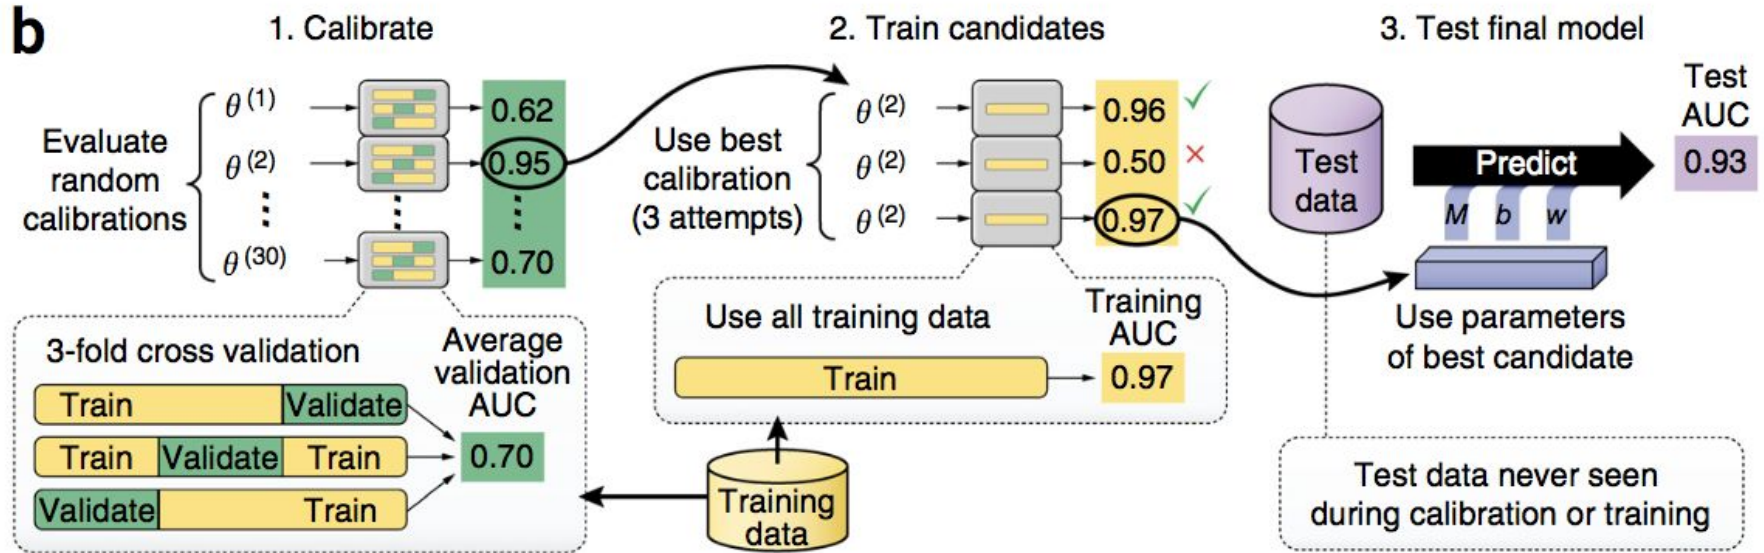 b
1. Calibrate
Evaluate
random
calibrations
θ (1)
θ (2)
θ (30)
0.62
0.95
0.70
3-fold cross validation
Average
validation
AUC
Train Validate
Train Validate Train
Validate Train
0.70
2. Train candidates
Use best
calibration
(3 attempts)
θ (2)
θ (2)
θ (2)
0.96 ✓
0.50 ×
0.97 ✓
Use all training data
Training
AUC
Train
0.97
Training
data
3. Test final model
Test
data
Predict
M b w
Test
AUC
0.93
Use parameters
of best candidate
Test data never seen
during calibration or training